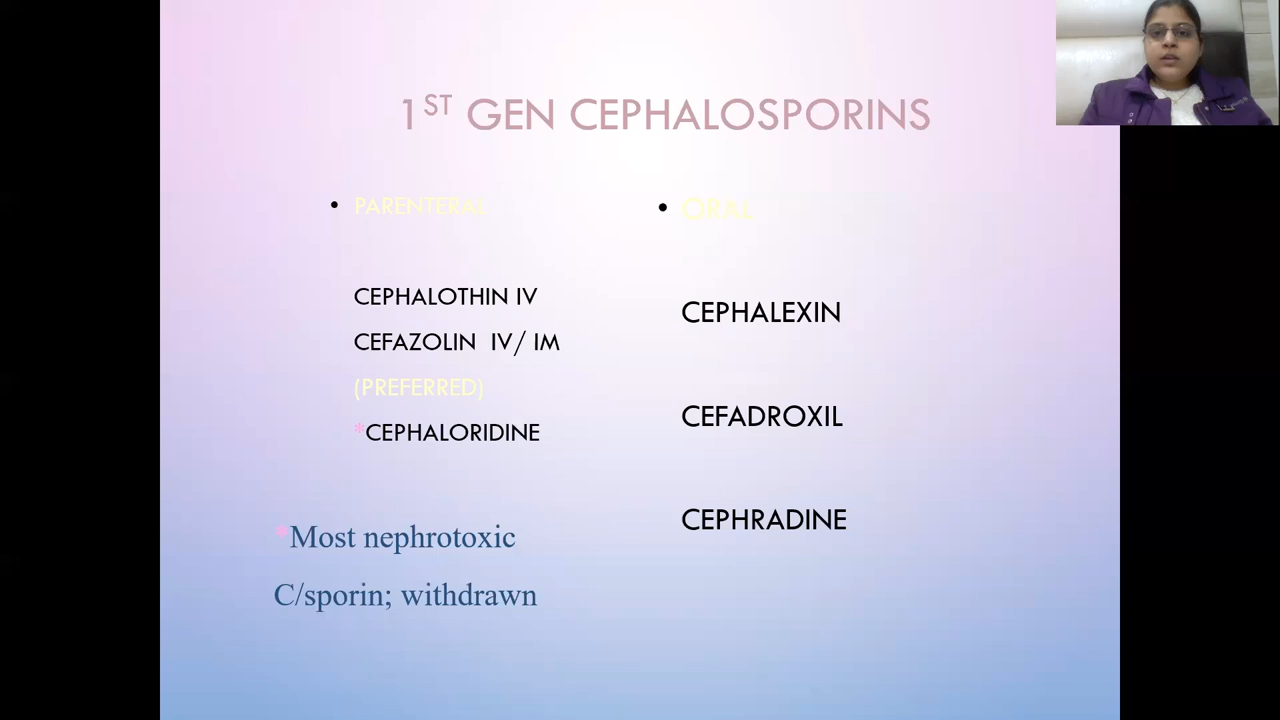 1ST GEN CEPHALOSPORINS
• PARENTERAL
CEPHALOTHIN IV
CEFAZOLIN IV/ IM
(PREFERRED)
*CEPHALORIDINE
*Most nephrotoxic
C/sporin; withdrawn
• ORAL
CEPHALEXIN
CEFADROXIL
CEPHRADINE